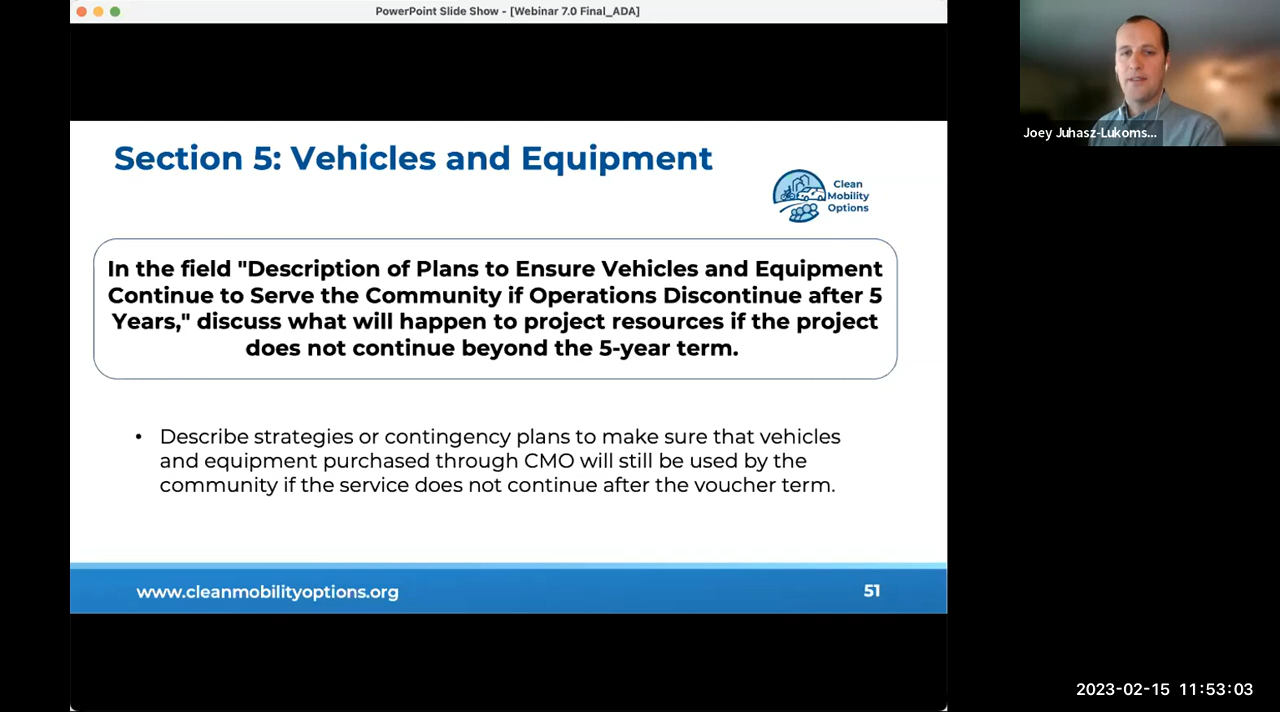 PowerPoint Slide Show - [Webinar 7.0 Final_ADA]
Section 5: Vehicles and Equipment
Clean
Mobility
Options
In the field "Description of Plans to Ensure Vehicles and Equipment
Continue to Serve the Community if Operations Discontinue after 5
Years," discuss what will happen to project resources if the project
does not continue beyond the 5-year term.
• Describe strategies or contingency plans to make sure that vehicles
and equipment purchased through CMO will still be used by the
community if the service does not continue after the voucher term.
www.cleanmobilityoptions.org
51
Joey Juhasz-Lukoms...
2023-02-15 11:53:03